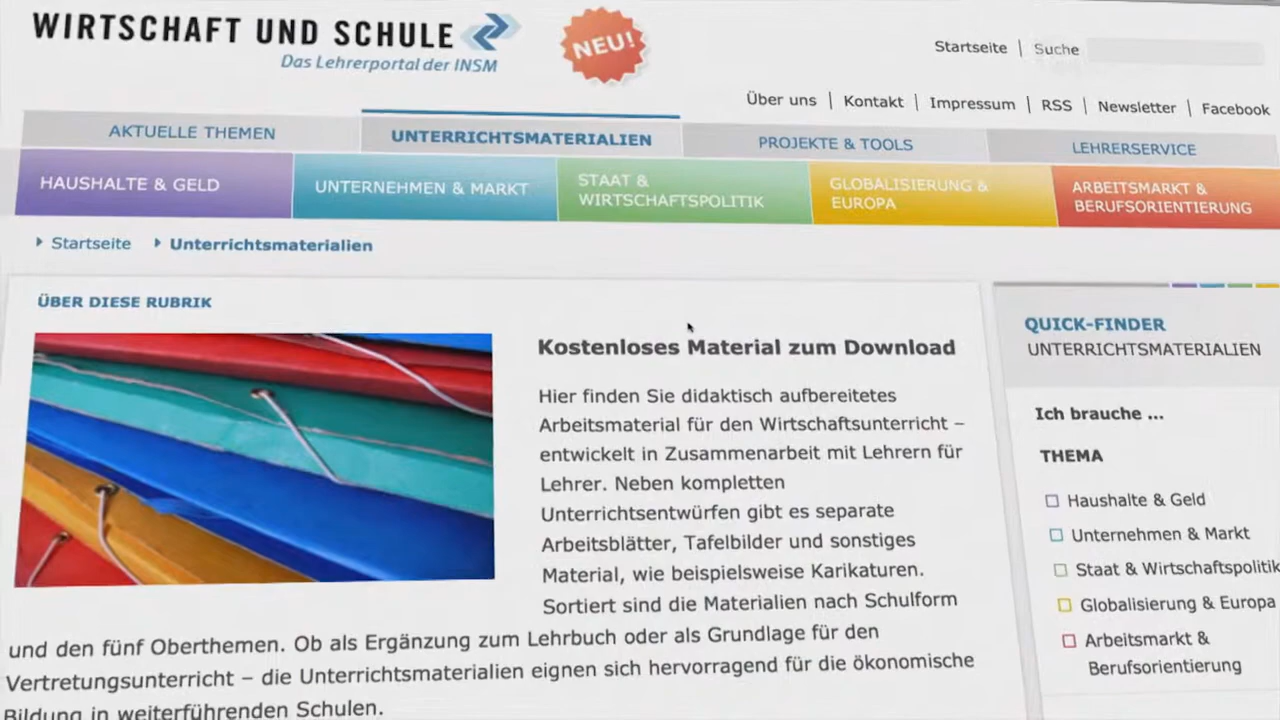 WIRTSCHAFT UND SCHULE
Das Lehrerportal der INSM
NEU!
Startseite | Suche
Über uns | Kontakt | Impressum | RSS | Newsletter | Facebook
AKTUELLE THEMEN
UNTERRICHTSMATERIALIEN
PROJEKTE & TOOLS
LEHRERSERVICE
HAUSHALTE & GELD
UNTERNEHMEN & MARKT
STAAT &
WIRTSCHAFTSPOLITIK
GLOBALISIERUNG &
EUROPA
ARBEITSMARKT &
BERUFSORIENTIERUNG
Startseite Unterrichtsmaterialien
ÜBER DIESE RUBRIK
Kostenloses Material zum Download
Hier finden Sie didaktisch aufbereitetes
Arbeitsmaterial für den Wirtschaftsunterricht –
entwickelt in Zusammenarbeit mit Lehrern für
Lehrer. Neben kompletten
Unterrichtsentwürfen gibt es separate
Arbeitsblätter, Tafelbilder und sonstiges
Material, wie beispielsweise Karikaturen.
Sortiert sind die Materialien nach Schulform
und den fünf Oberthemen. Ob als Ergänzung zum Lehrbuch oder als Grundlage für den
Vertretungsunterricht – die Unterrichtsmaterialien eignen sich hervorragend für die ökonomische
Bildung in weiterführenden Schulen.
QUICK-FINDER
UNTERRICHTSMATERIALIEN
Ich brauche ...
THEMA
Haushalte & Geld
Unternehmen & Markt
Staat & Wirtschaftspolitik
Globalisierung & Europa
Arbeitsmarkt &
Berufsorientierung